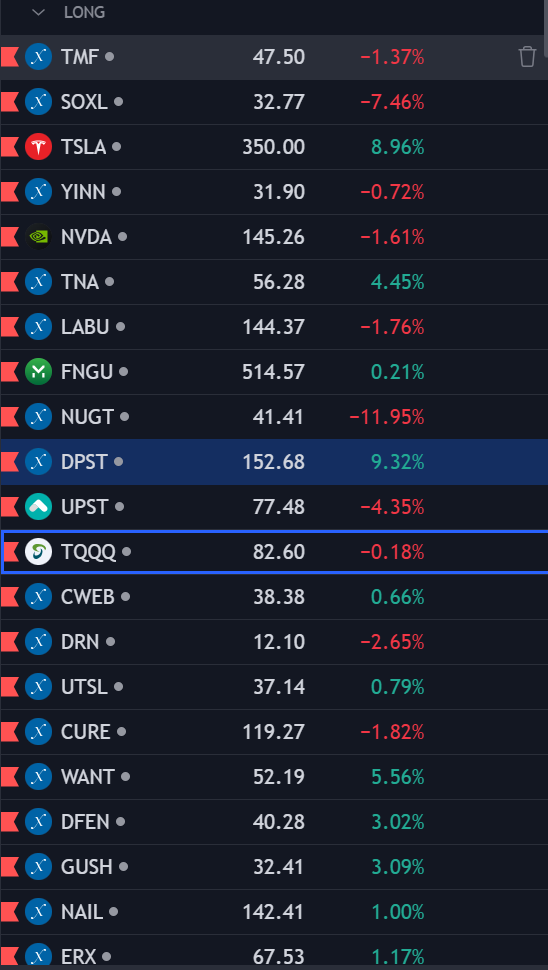 LONG
TMF 47.50 −1.37%
SOXL 32.77 −7.46%
TSLA 350.00 8.96%
YINN 31.90 −0.72%
NVDA 145.26 −1.61%
TNA 56.28 4.45%
LABU 144.37 −1.76%
FNGU 514.57 0.21%
NUGT 41.41 −11.95%
DPST 152.68 9.32%
UPST 77.48 −4.35%
TQQQ 82.60 −0.18%
CWEB 38.38 0.66%
DRN 12.10 −2.65%
UTSL 37.14 0.79%
CURE 119.27 −1.82%
WANT 52.19 5.56%
DFEN 40.28 3.02%
GUSH 32.41 3.09%
NAIL 142.41 1.00%
ERX 67.53 1.17%